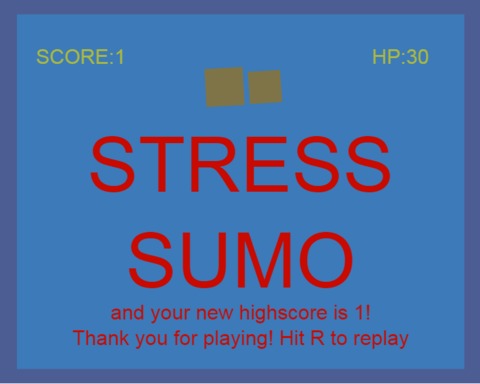 SCORE:1 HP:30
STRESS
SUMO
and your new highscore is 1!
Thank you for playing! Hit R to replay